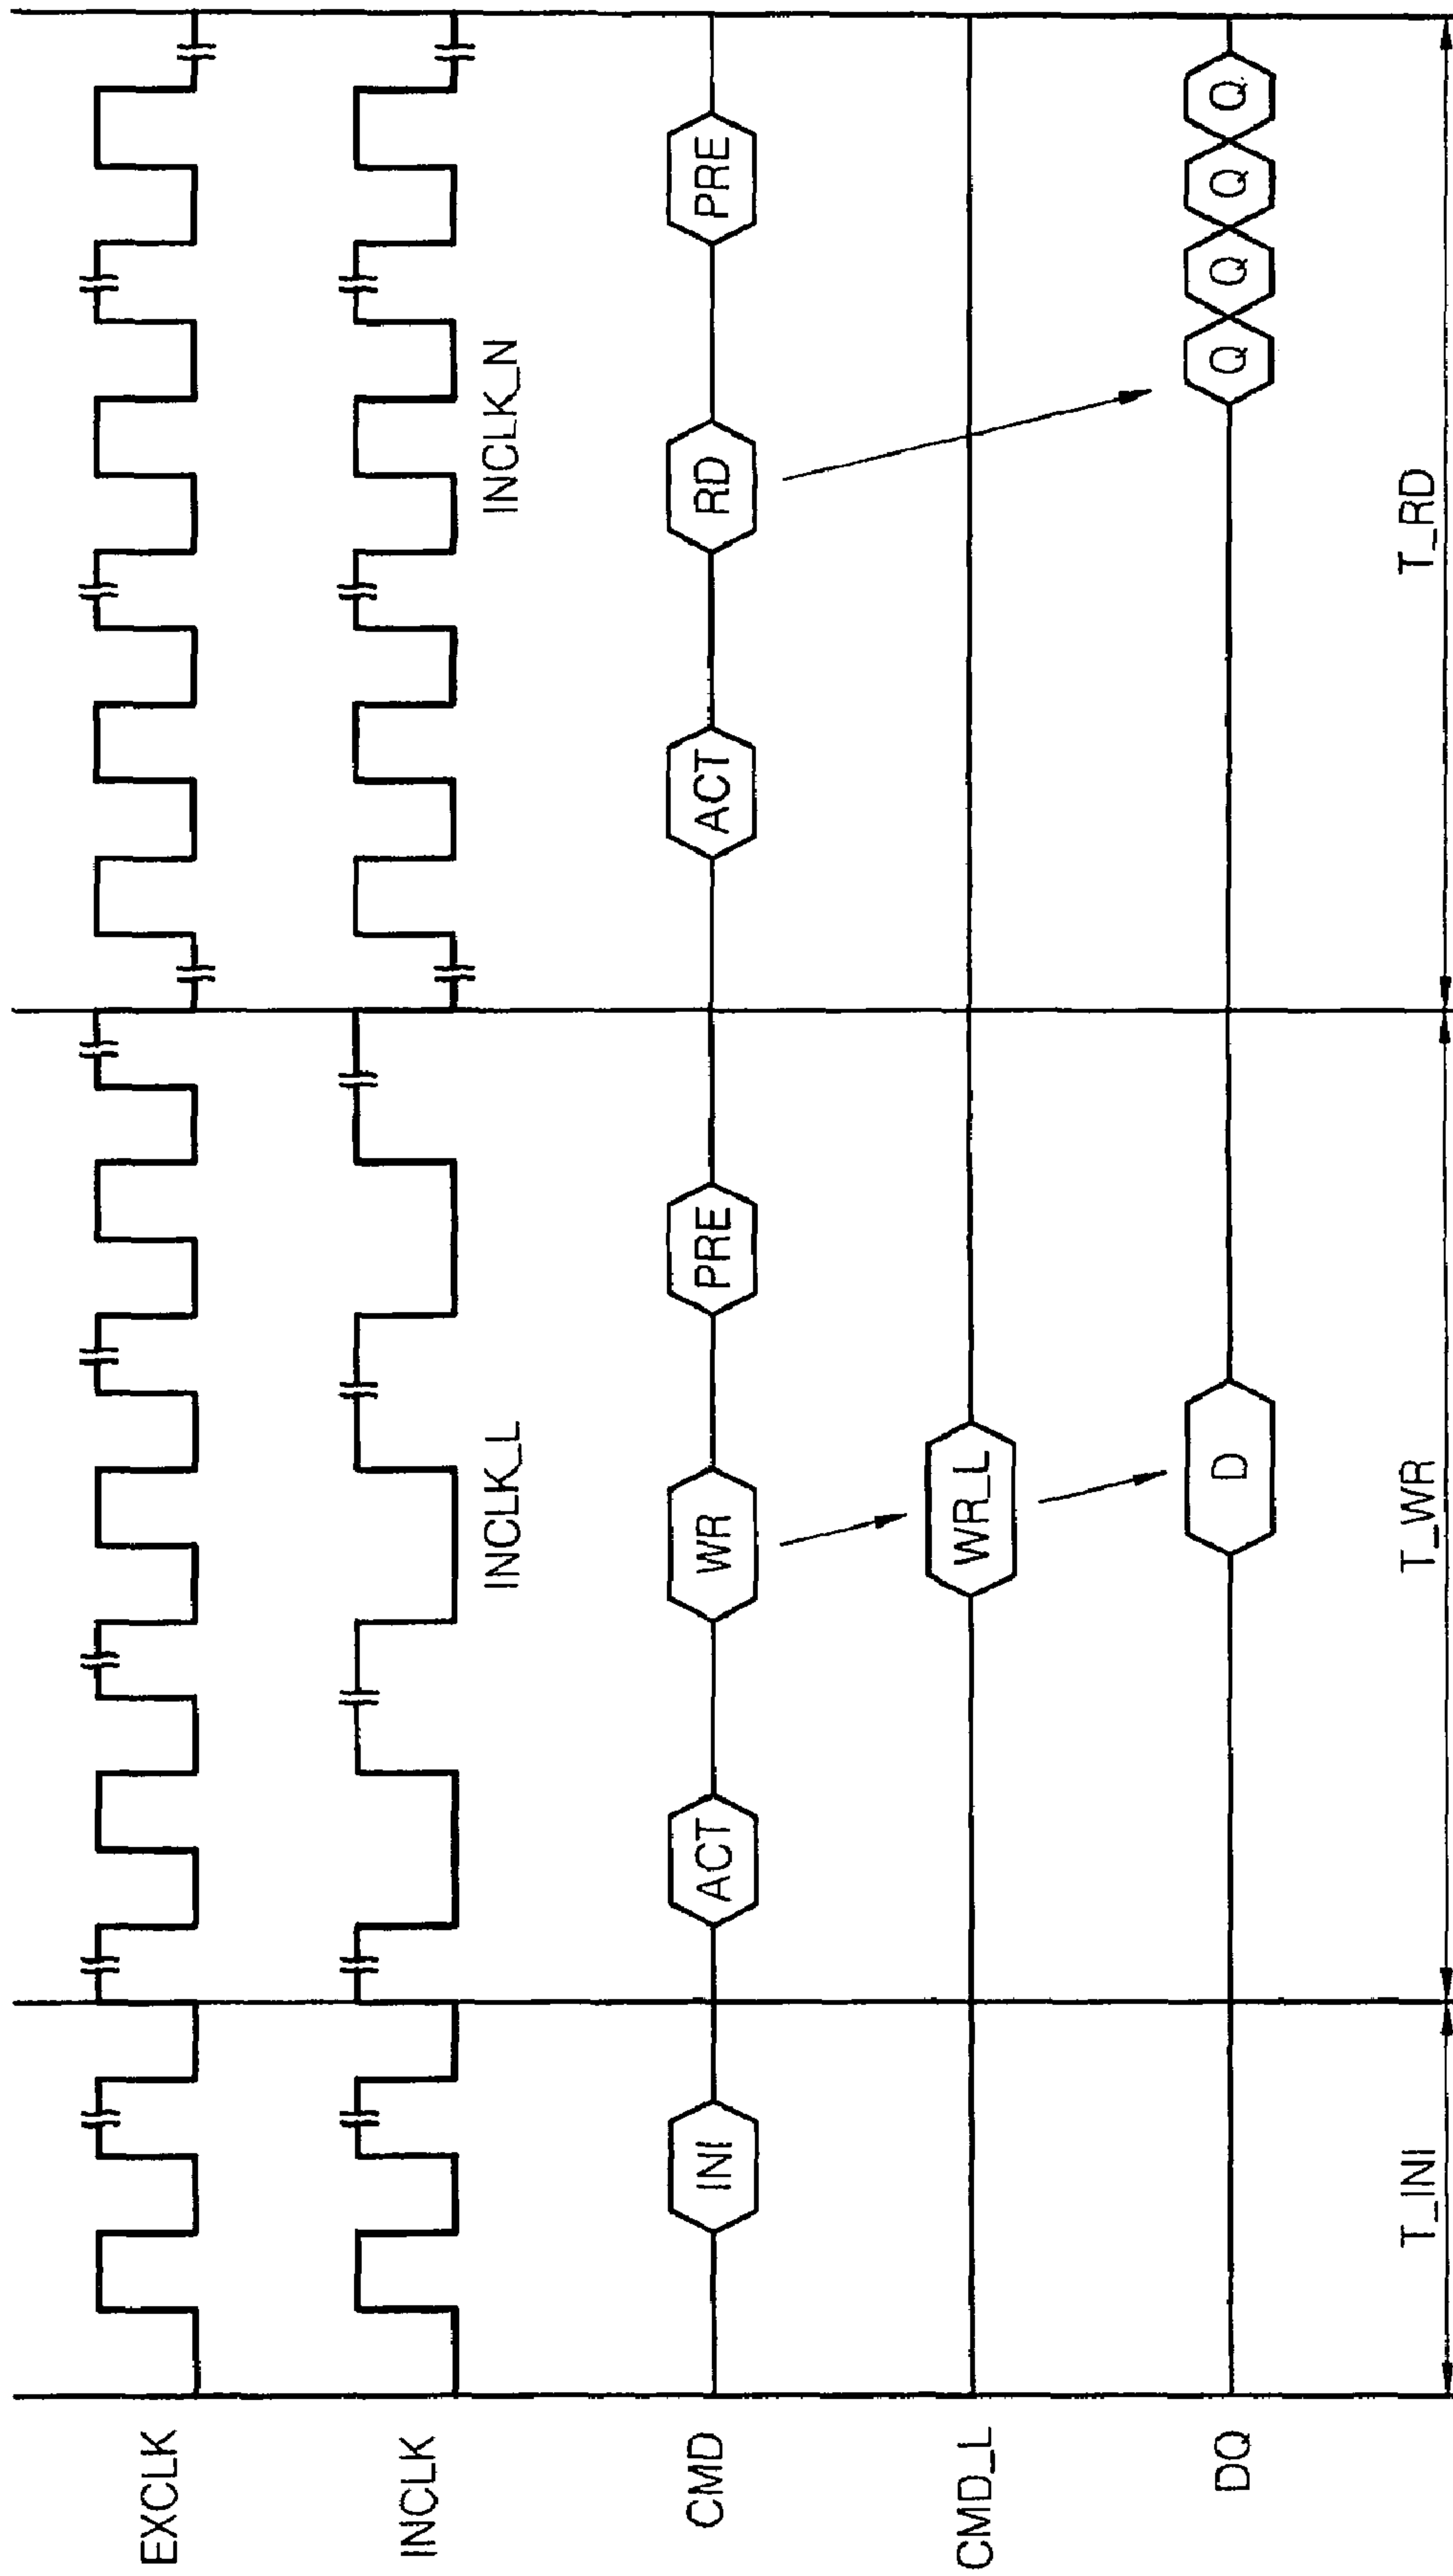 EXCLK
INCLK
INCLK_L
INCLK_N
CMD
INI
ACT
WR
PRE
ACT
RD
PRE
CMD_L
WR_L
DQ
D
Q
Q
Q
Q
T_INI
T_WR
T_RD